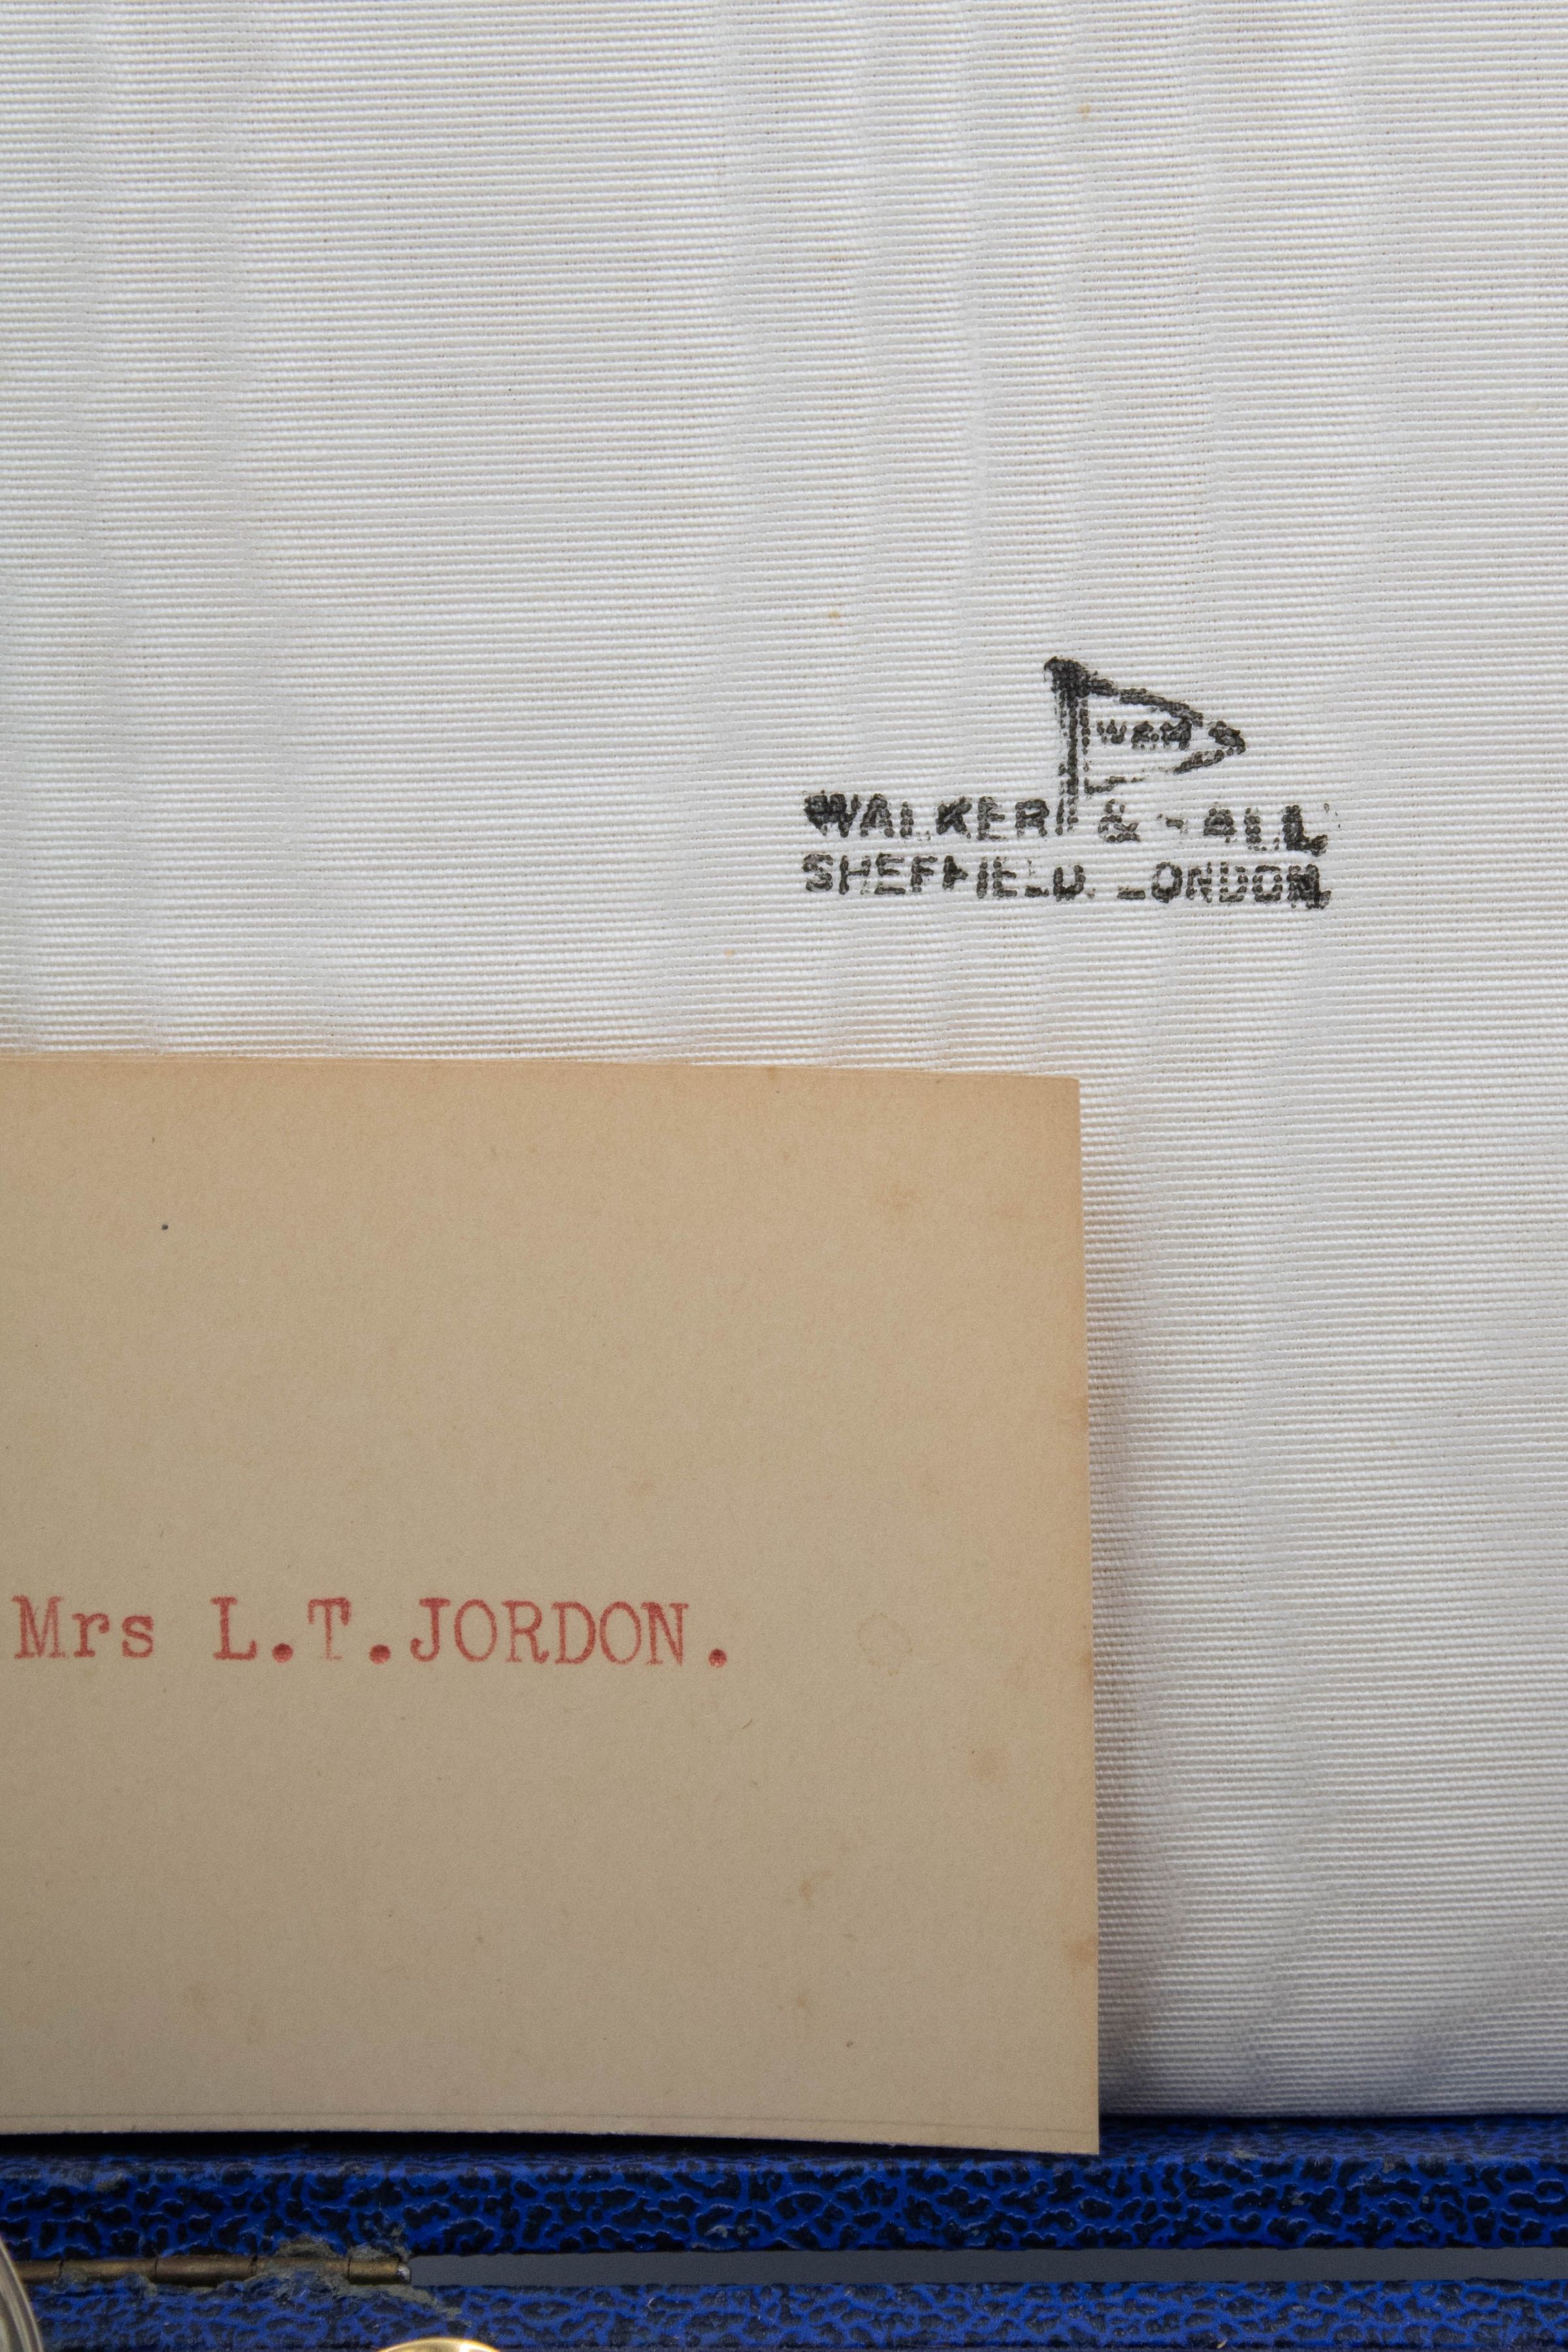 W&H
WALKER & HALL
SHEFFIELD. LONDON.
Mrs L.T.JORDON.